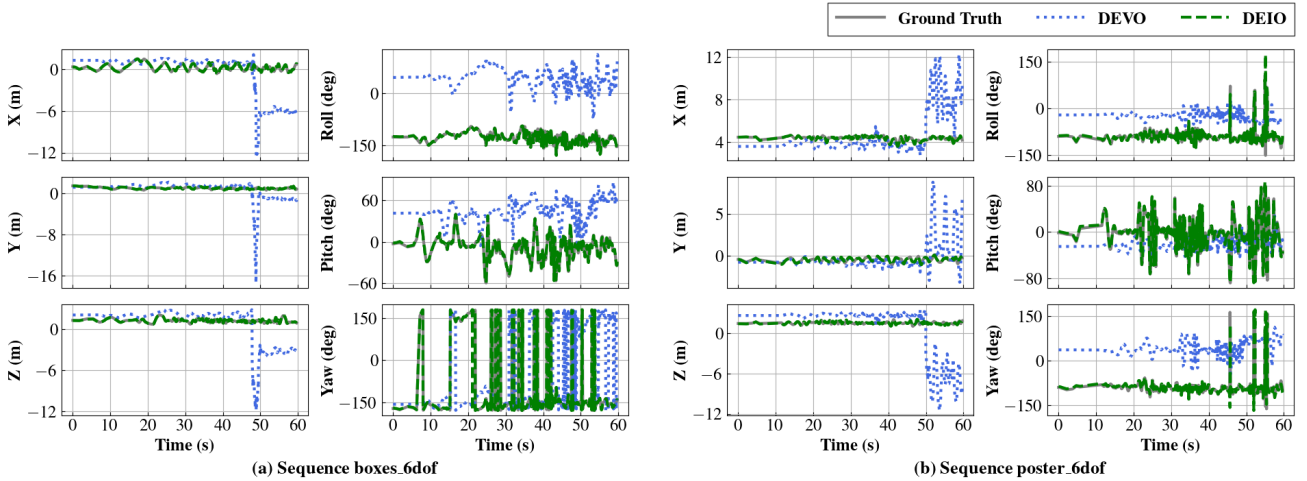 Ground Truth DEVO DEIO
X (m) 0 −6 −12
Roll (deg) 0 −150
X (m) 12 8 4
Roll (deg) 150 0 −150
Y (m) 0 −8 −16
Pitch (deg) 60 0 −60
Y (m) 5 0
Pitch (deg) 80 0 −80
Z (m) 0 −6 −12
Yaw (deg) 150 0 −150
Z (m) 0 −6 −12
Yaw (deg) 150 0 −150
0 10 20 30 40 50 60
0 10 20 30 40 50 60
0 10 20 30 40 50 60
0 10 20 30 40 50 60
Time (s) Time (s) Time (s) Time (s)
(a) Sequence boxes_6dof (b) Sequence poster_6dof